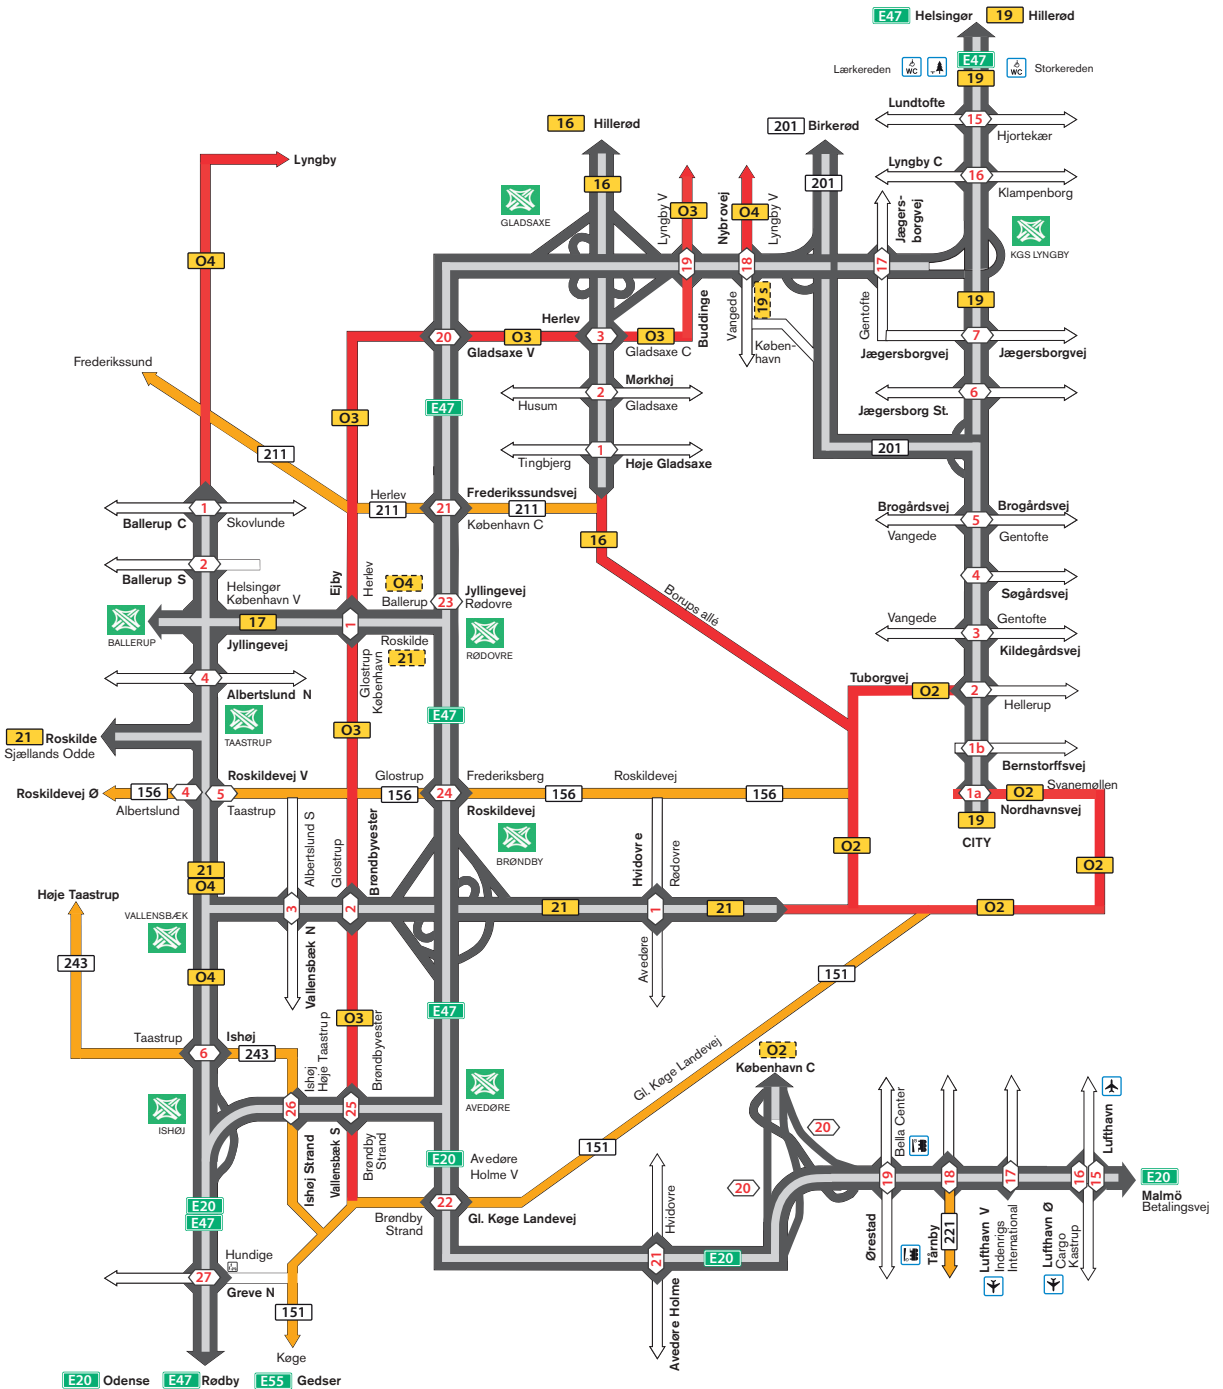 E47 Helsingør 19 Hillerød
E47
Lærkereden WC WC Storkereden
19
Lundtofte
15
Hjortekær
16 Hillerød
201 Birkerød
Lyngby
Lyngby C
16
Klampenborg
16
201
GLADSAXE
Lyngby V
O3
Nybrovej
O4
Lyngby V
Jægers-
borgvej
KGS LYNGBY
O4
19
18
17
19 s
19
Herlev
Buddinge
Vangede
Gentofte
20
O3
3
O3
7
Gladsaxe V
Gladsaxe C
Køben-
havn
Jægersborgvej
Jægersborgvej
Frederikssund
Mørkhøj
2
Husum
Gladsaxe
6
Jægersborg St.
E47
O3
1
Tingbjerg
Høje Gladsaxe
201
211
Herlev
Frederikssundsvej
211
21
211
København C
1
Ballerup C
Skovlunde
Brogårdsvej
Brogårdsvej
5
Vangede
Gentofte
16
2
Ballerup S
Helsingør
København V
Ejby
Herlev
O4
Ballerup
Jyllingevej
23
Rødovre
4
Søgårdsvej
Borups allé
BALLERUP
17
1
Jyllingevej
Roskilde
21
RØDOVRE
Vangede
Gentofte
3
Kildegårdsvej
Glostrup
København
4
Albertslund N
Tuborgvej
O2
2
Hellerup
TAASTRUP
21 Roskilde
Sjællands Odde
O3
E47
1b
Bernstorffsvej
Roskildevej V
Glostrup
Frederiksberg
Roskildevej
Svanemøllen
Roskildevej Ø
156
4
5
156
24
156
156
1a
O2
Albertslund
Taastrup
Roskildevej
Nordhavnsvej
19
CITY
Albertslund S
Glostrup
Brøndbyvester
BRØNDBY
Hvidovre
Rødovre
O2
O2
21
O4
Høje Taastrup
VALLENSBÆK
3
2
21
1
21
O2
Vallensbæk N
Avedøre
243
O4
151
E47
O3
Taastrup
Ishøj
6
243
Ishøj
Høje Taastrup
Brøndbyvester
Gl. Køge Landevej
O2
København C
ISHØJ
26
25
AVEDØRE
Bella Center
Lufthavn
20
151
Ishøj Strand
Vallensbæk S
Brøndby
Strand
E20
Avedøre
Holme V
20
19
18
17
16
15
E20
Malmö
Betalingsvej
E20
E47
Brøndby
Strand
22
Gl. Køge Landevej
Hvidovre
Ørestad
Tårnby
221
Lufthavn V
Indenrigs
International
Lufthavn Ø
Cargo
Kastrup
Hundige
27
Greve N
21
E20
Avedøre Holme
151
Køge
E20 Odense E47 Rødby E55 Gedser